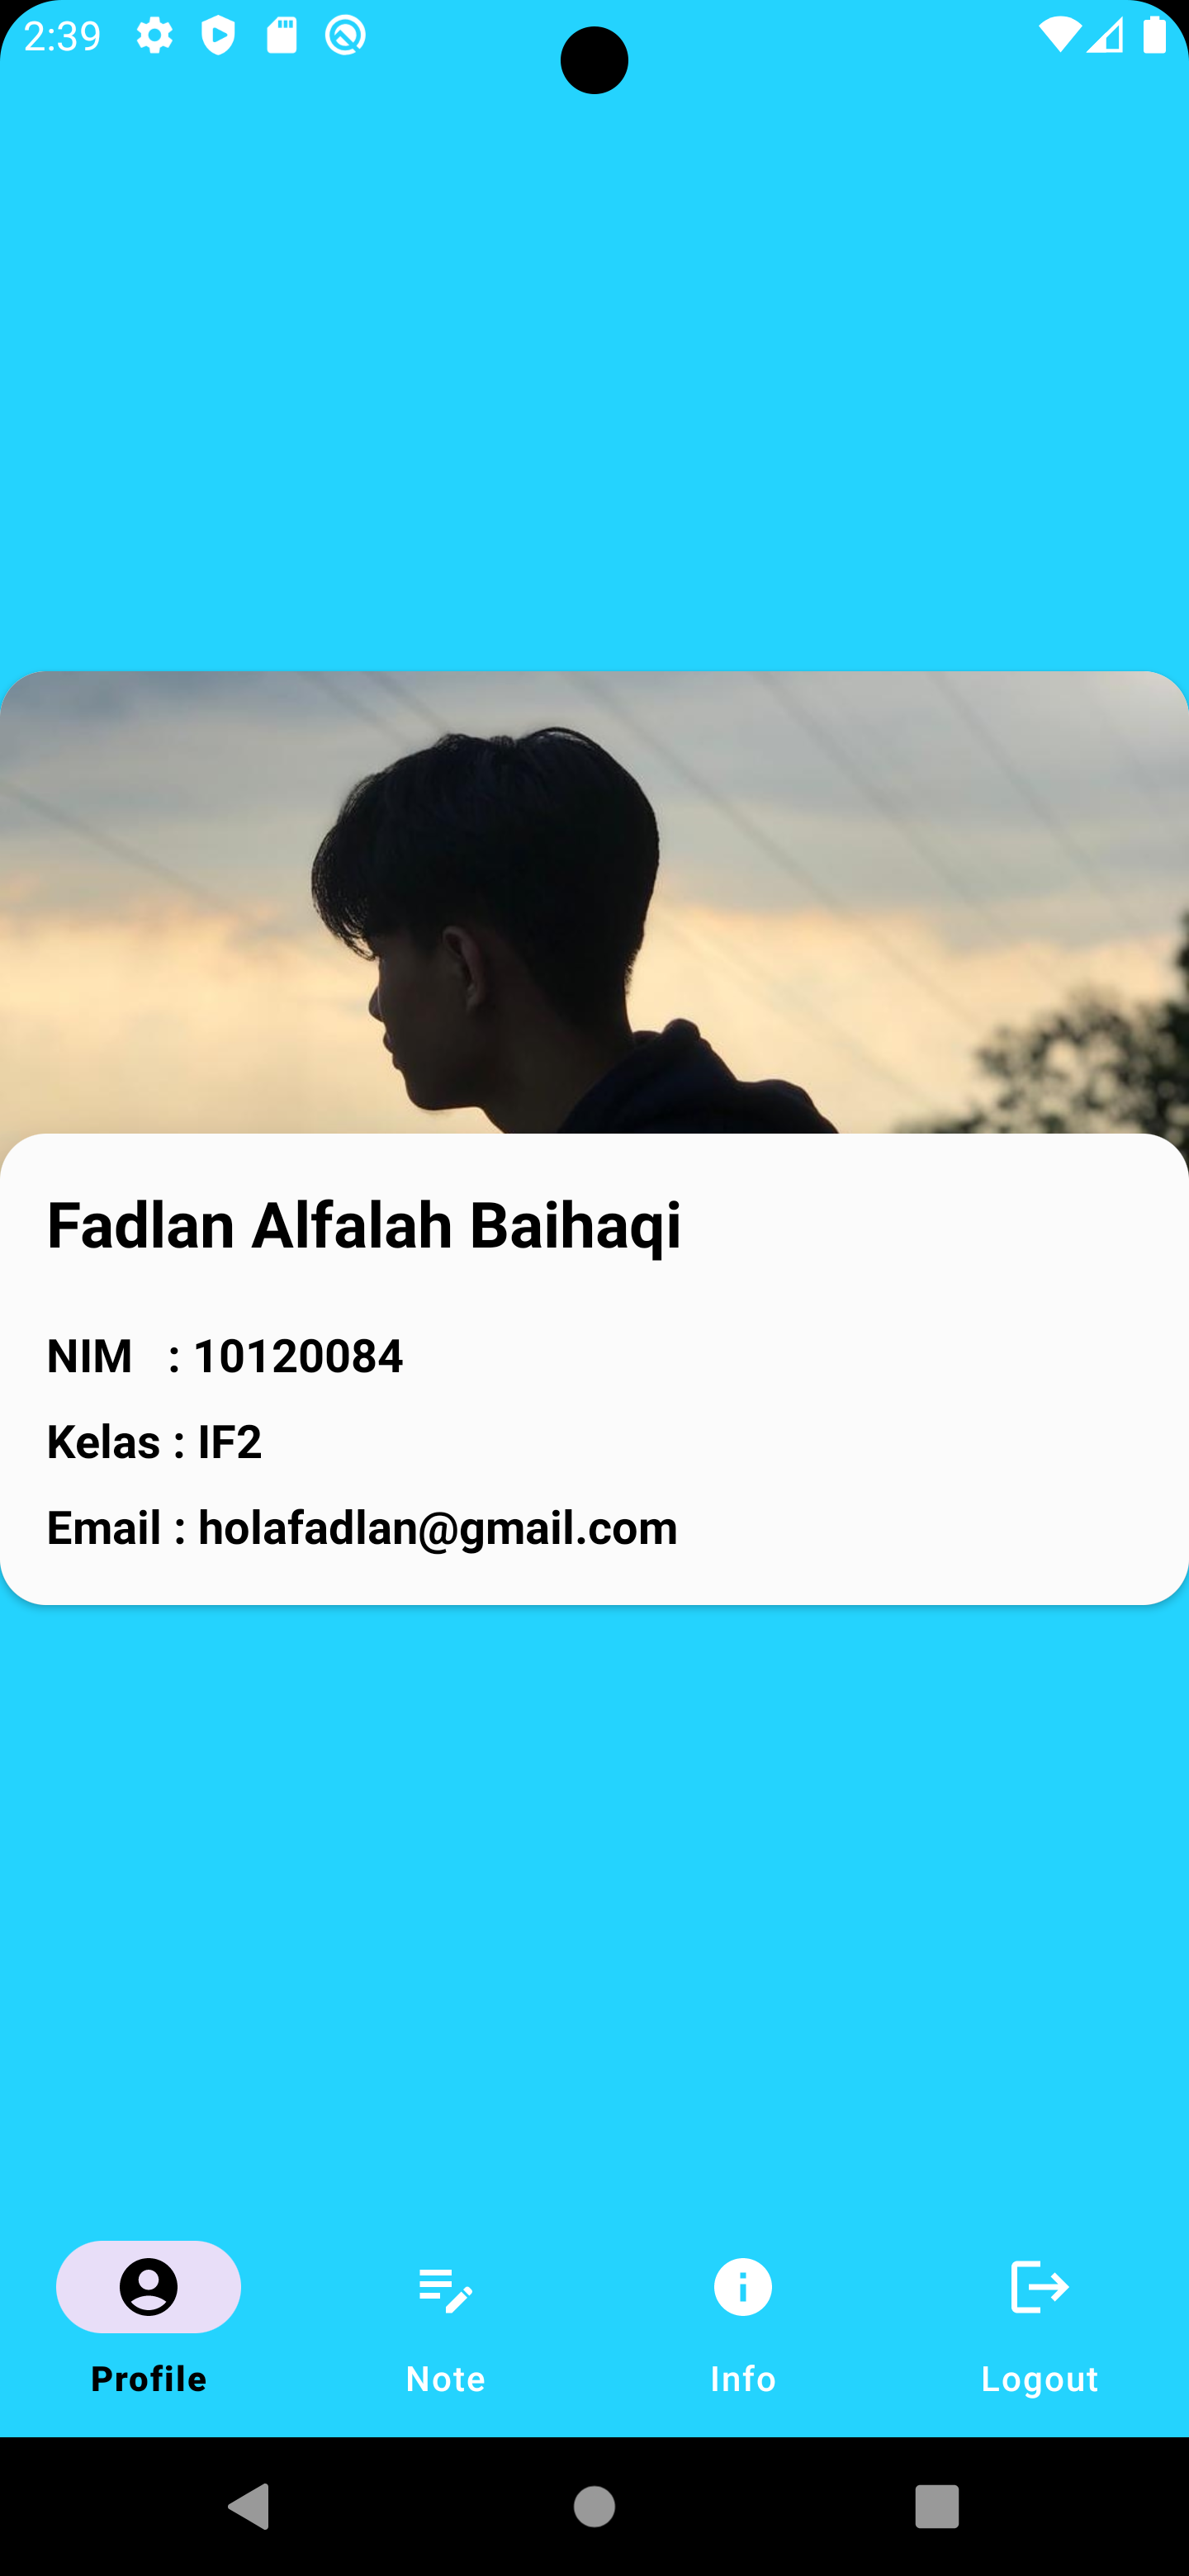 2:39
Fadlan Alfalah Baihaqi
NIM : 10120084
Kelas : IF2
Email : holafadlan@gmail.com
Profile Note Info Logout